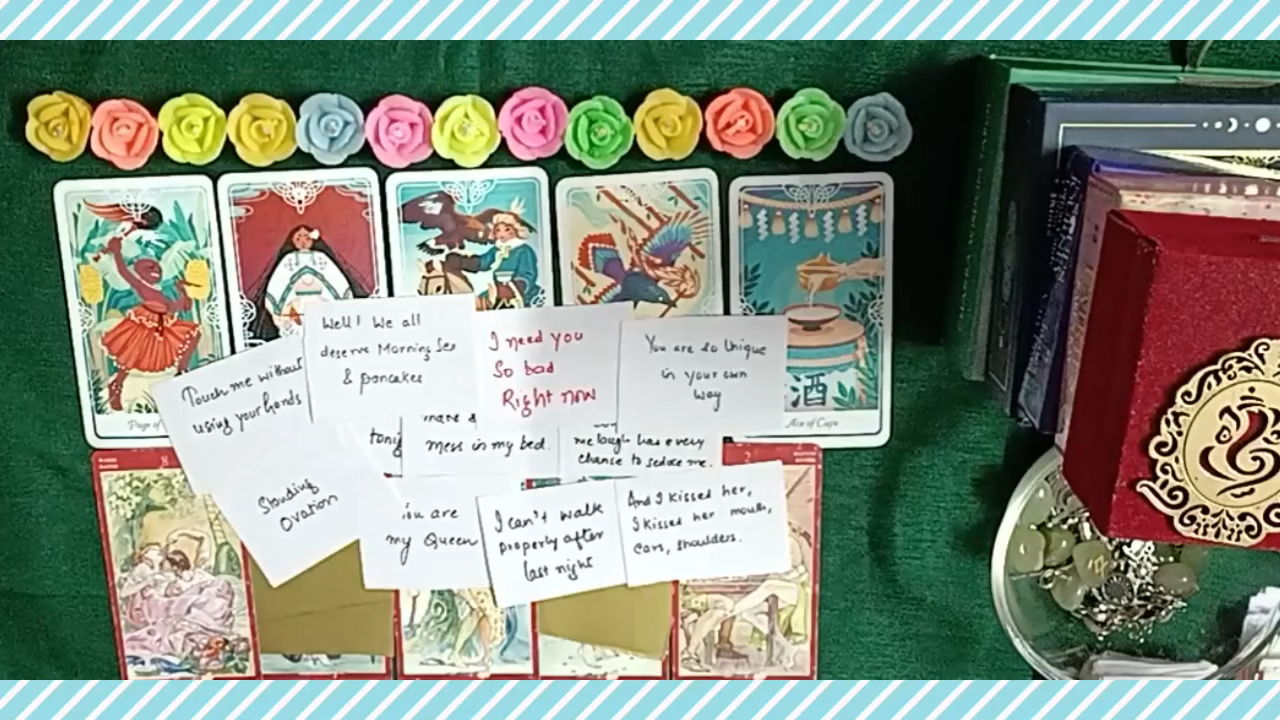 Page of
酒
Ace of Cups
Touch me without
using your hands
Well! We all
deserve Morning Sex
& pancakes
I need you
So bad
Right now
You are so Unique
in your own
way
mess in my bed.
me laugh has every
chance to seduce me.
Standing
Ovation
You are
my Queen
I can't walk
properly after
last night
And I kissed her,
I kissed her mouth,
ears, shoulders.
8
2